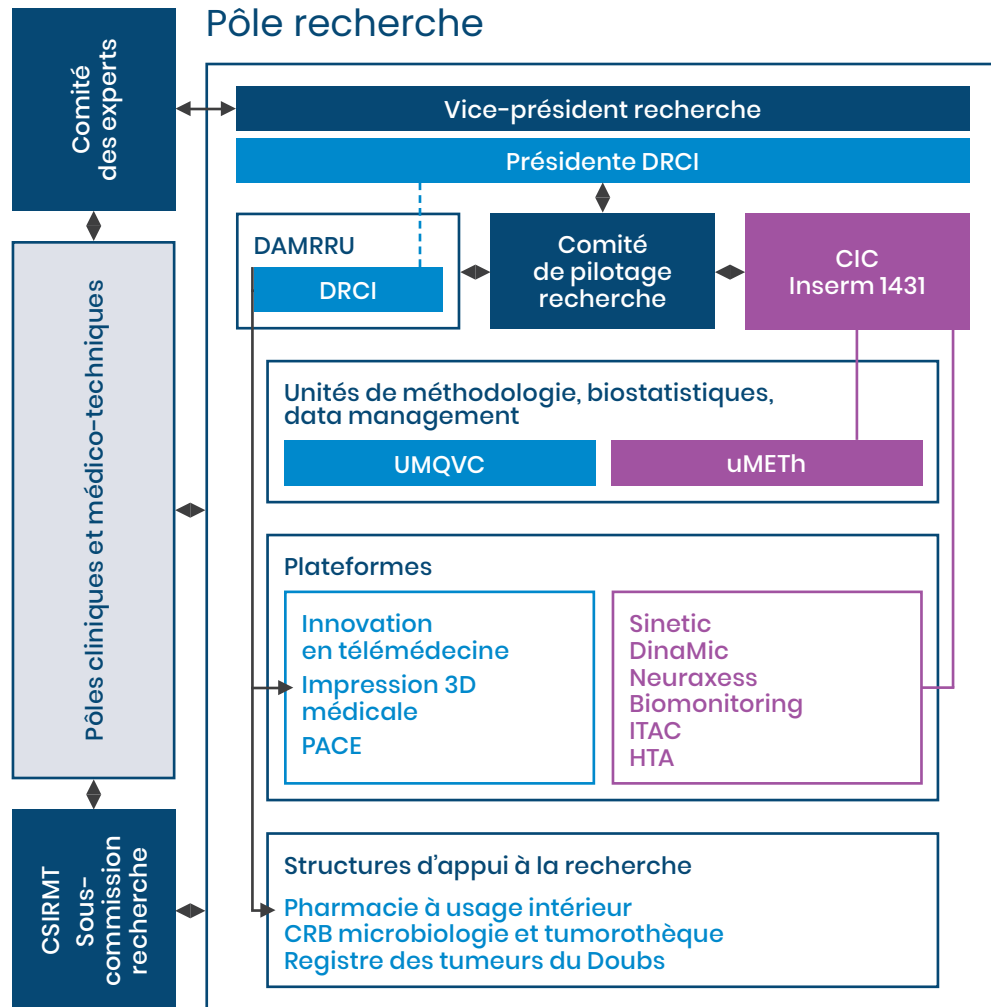 Pôle recherche
Comité
des experts
Vice-président recherche
Présidente DRCI
DAMRRU
DRCI
Comité
de pilotage
recherche
CIC
Inserm 1431
Pôles cliniques et médico-techniques
Unités de méthodologie, biostatistiques,
data management
UMQVC
uMETh
Plateformes
Innovation
en télémédecine
Impression 3D
médicale
PACE
Sinetic
DinaMic
Neuraxess
Biomonitoring
ITAC
HTA
CSIRMT
Sous-
commission
recherche
Structures d’appui à la recherche
Pharmacie à usage intérieur
CRB microbiologie et tumorothèque
Registre des tumeurs du Doubs